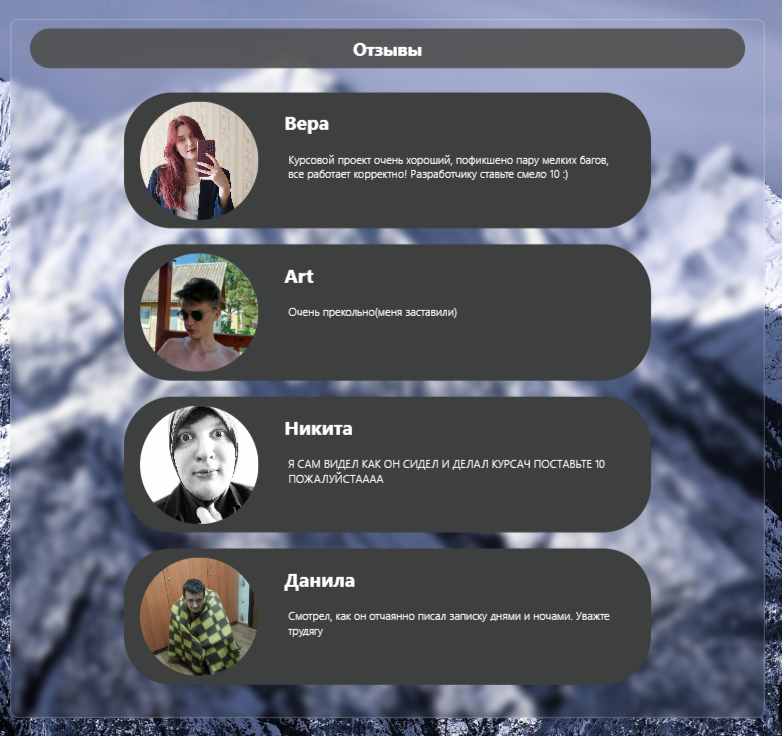 Отзывы
Вера
Курсовой проект очень хороший, пофикшено пару мелких багов,
все работает корректно! Разработчику ставьте смело 10 :)
Art
Очень прекольно(меня заставили)
Никита
Я САМ ВИДЕЛ КАК ОН СИДЕЛ И ДЕЛАЛ КУРСАЧ ПОСТАВЬТЕ 10
ПОЖАЛУЙСТАААА
Данила
Смотрел, как он отчаянно писал записку днями и ночами. Уважте
трудягу